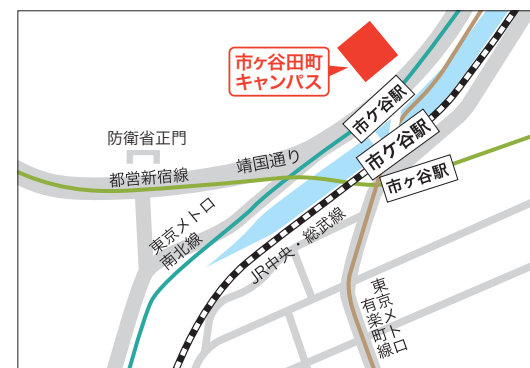 市ヶ谷田町
キャンパス
市ケ谷駅
市ケ谷駅
市ケ谷駅
防衛省正門
靖国通り
都営新宿線
東京メトロ
南北線
JR中央・総武線
東京メトロ
有楽町線